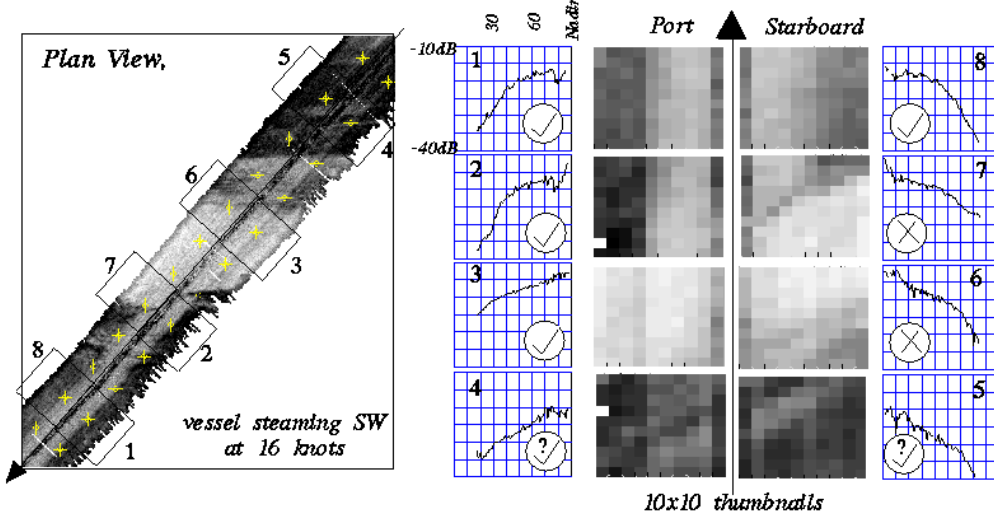 Plan View,
5
4
6
3
7
2
8
1
vessel steaming SW
at 16 knots
30
60
Nadir
-10dB
-40dB
1
2
3
4
?
Port
Starboard
10x10 thumbnalls
8
7
6
5
?